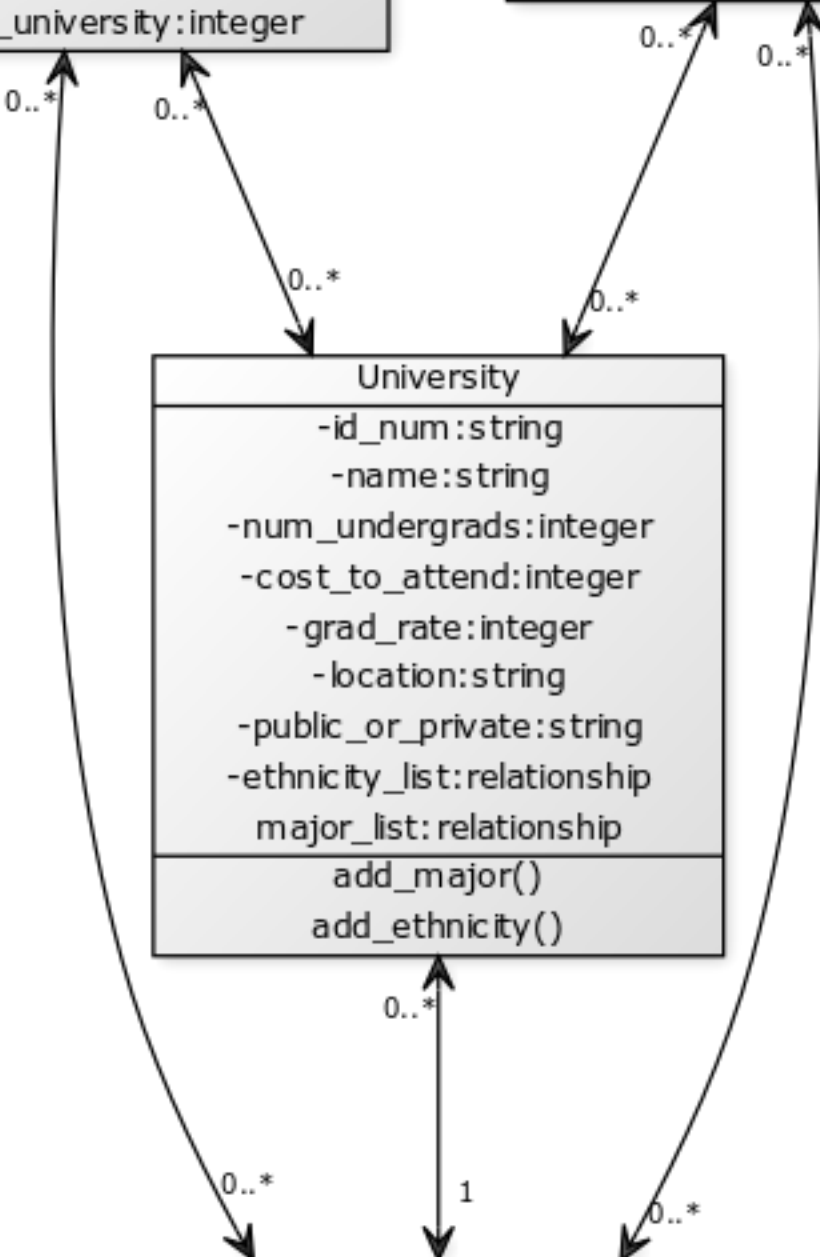 _university:integer
0..*
0..*
0..*
0..*
0..*
0..*
University
-id_num:string
-name:string
-num_undergrads:integer
-cost_to_attend:integer
-grad_rate:integer
-location:string
-public_or_private:string
-ethnicity_list:relationship
major_list:relationship
add_major()
add_ethnicity()
0..*
0..*
1
0..*